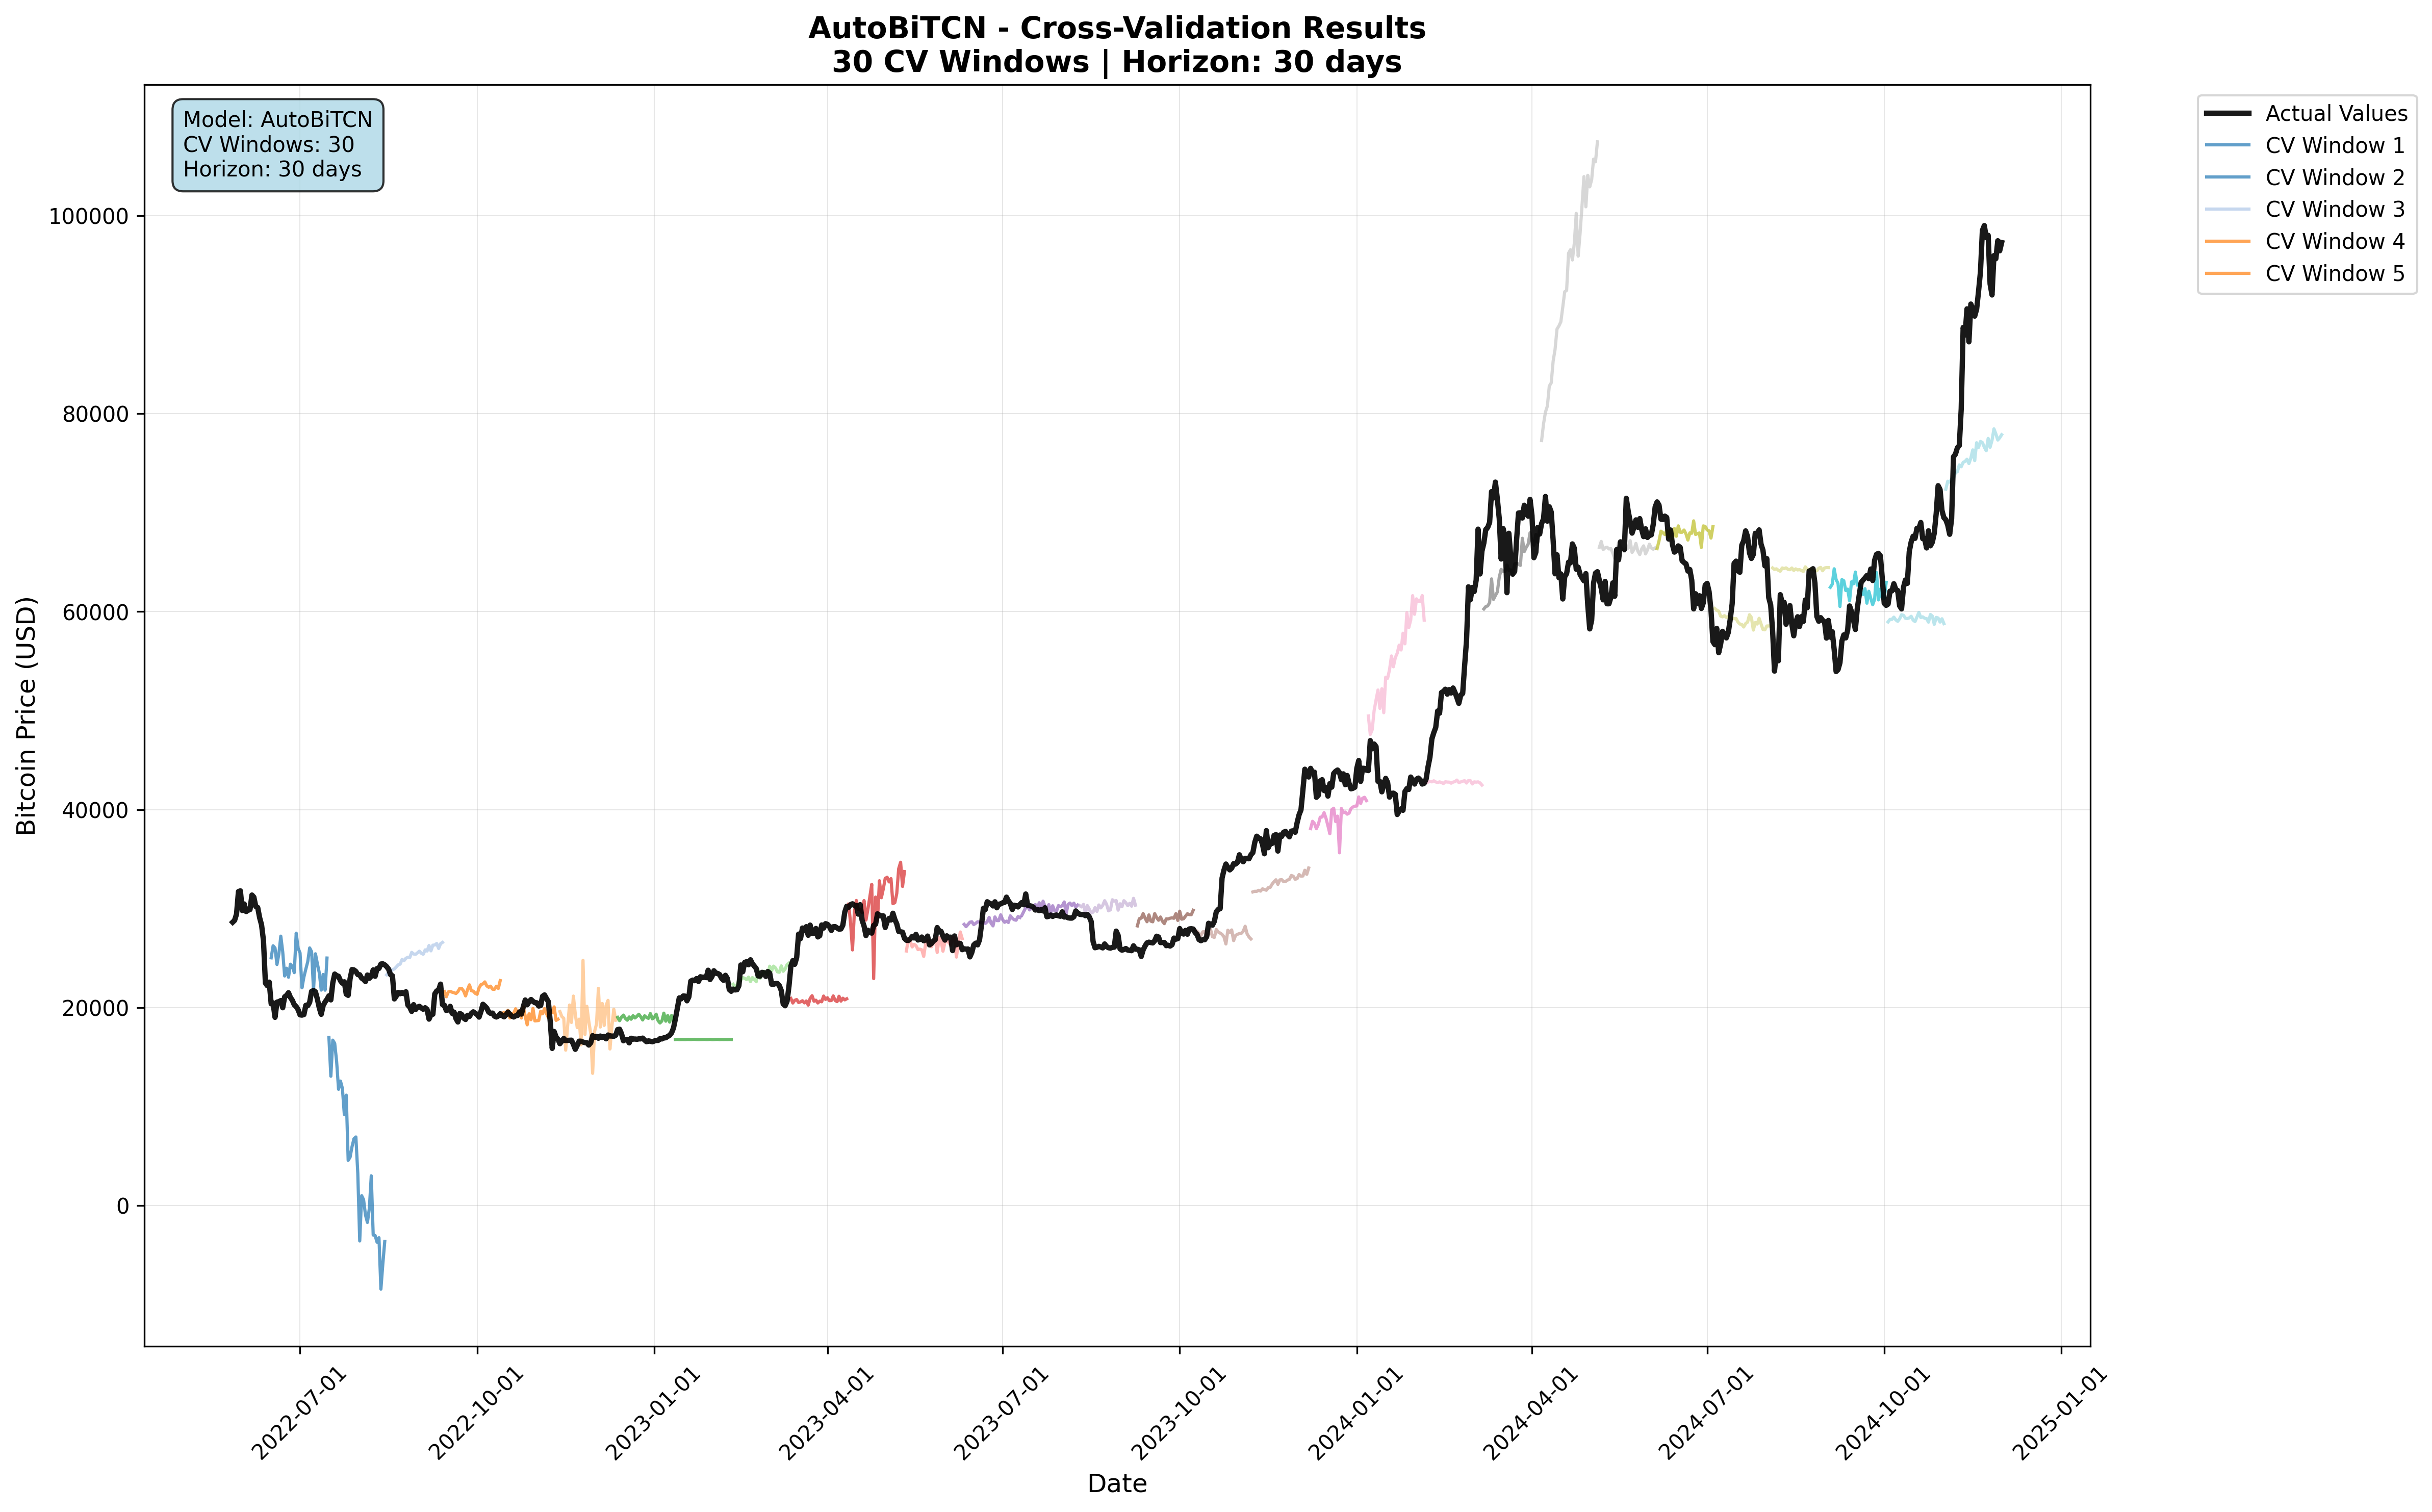 AutoBiTCN - Cross-Validation Results
30 CV Windows | Horizon: 30 days
Model: AutoBiTCN
CV Windows: 30
Horizon: 30 days
Actual Values
CV Window 1
CV Window 2
CV Window 3
CV Window 4
CV Window 5
Bitcoin Price (USD)
100000
80000
60000
40000
20000
0
2022-07-01
2022-10-01
2023-01-01
2023-04-01
2023-07-01
2023-10-01
2024-01-01
2024-04-01
2024-07-01
2024-10-01
2025-01-01
Date